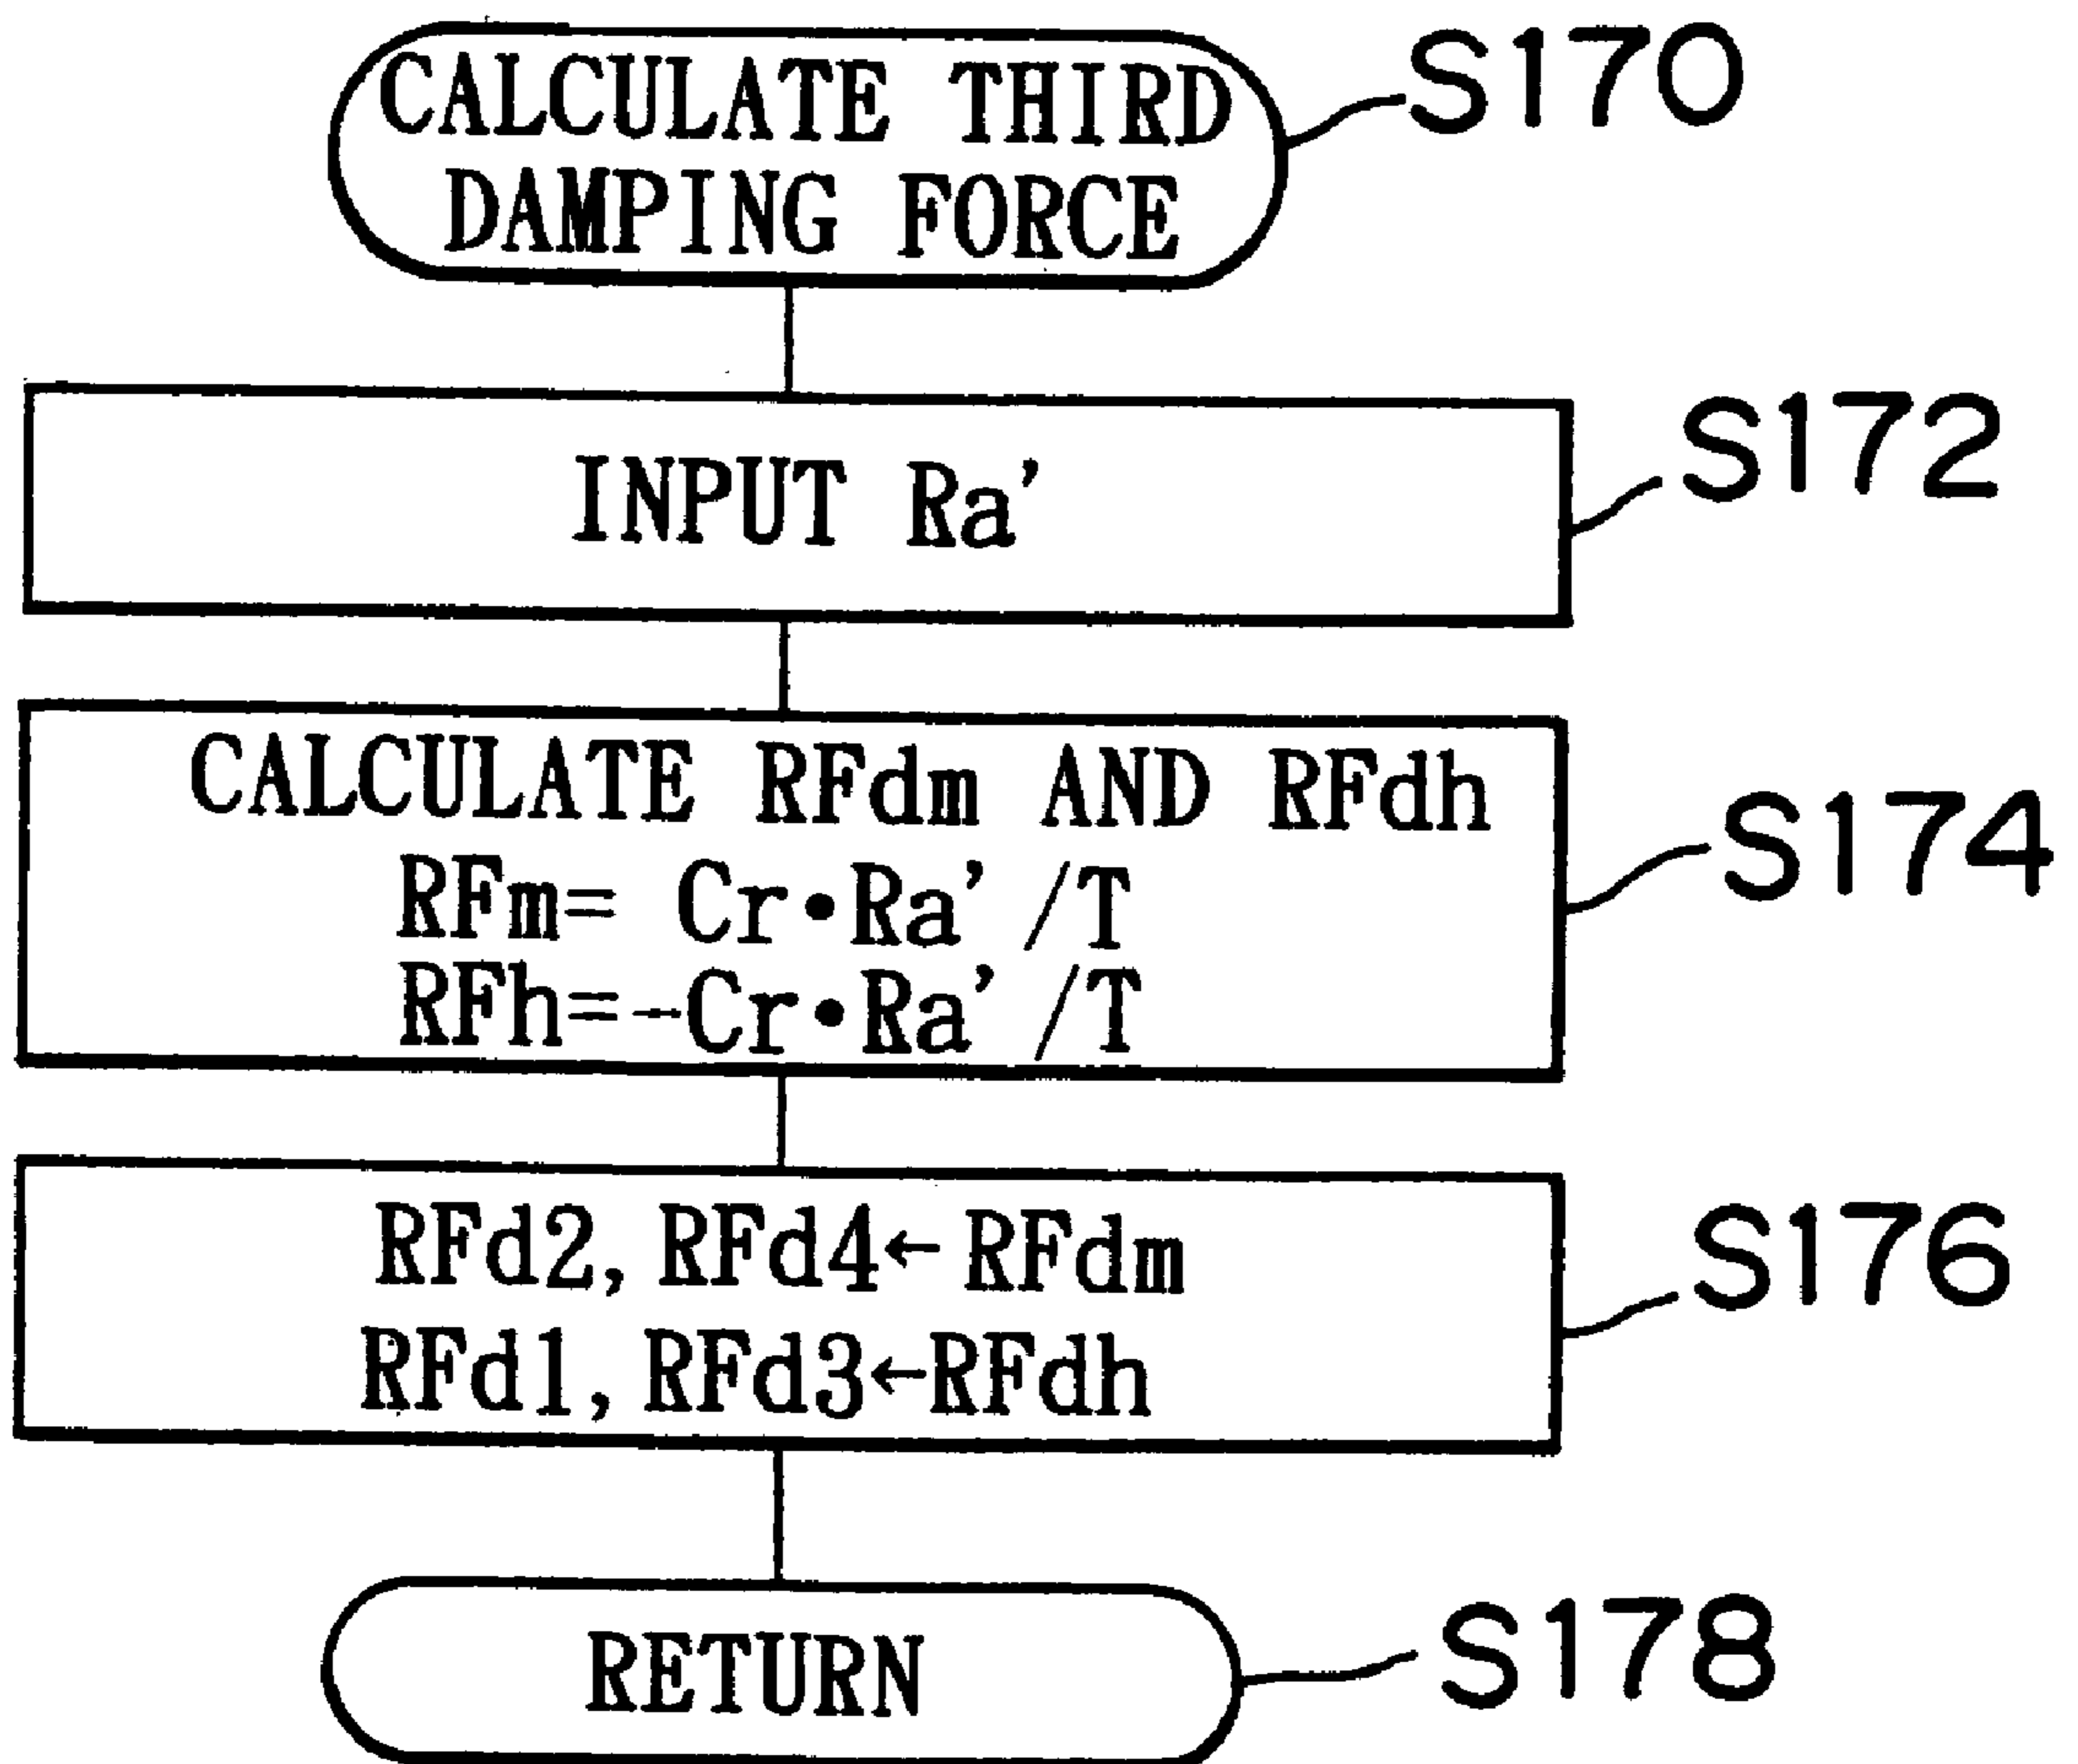 CALCULATE THIRD
DAMPING FORCE
S170
INPUT Ra'
S172
CALCULATE RFdm AND RFdh
RFm= Cr•Ra'/T
RFh=-Cr•Ra'/T
S174
RFd2, RFd4← RFdm
RFd1, RFd3←RFdh
S176
RETURN
S178